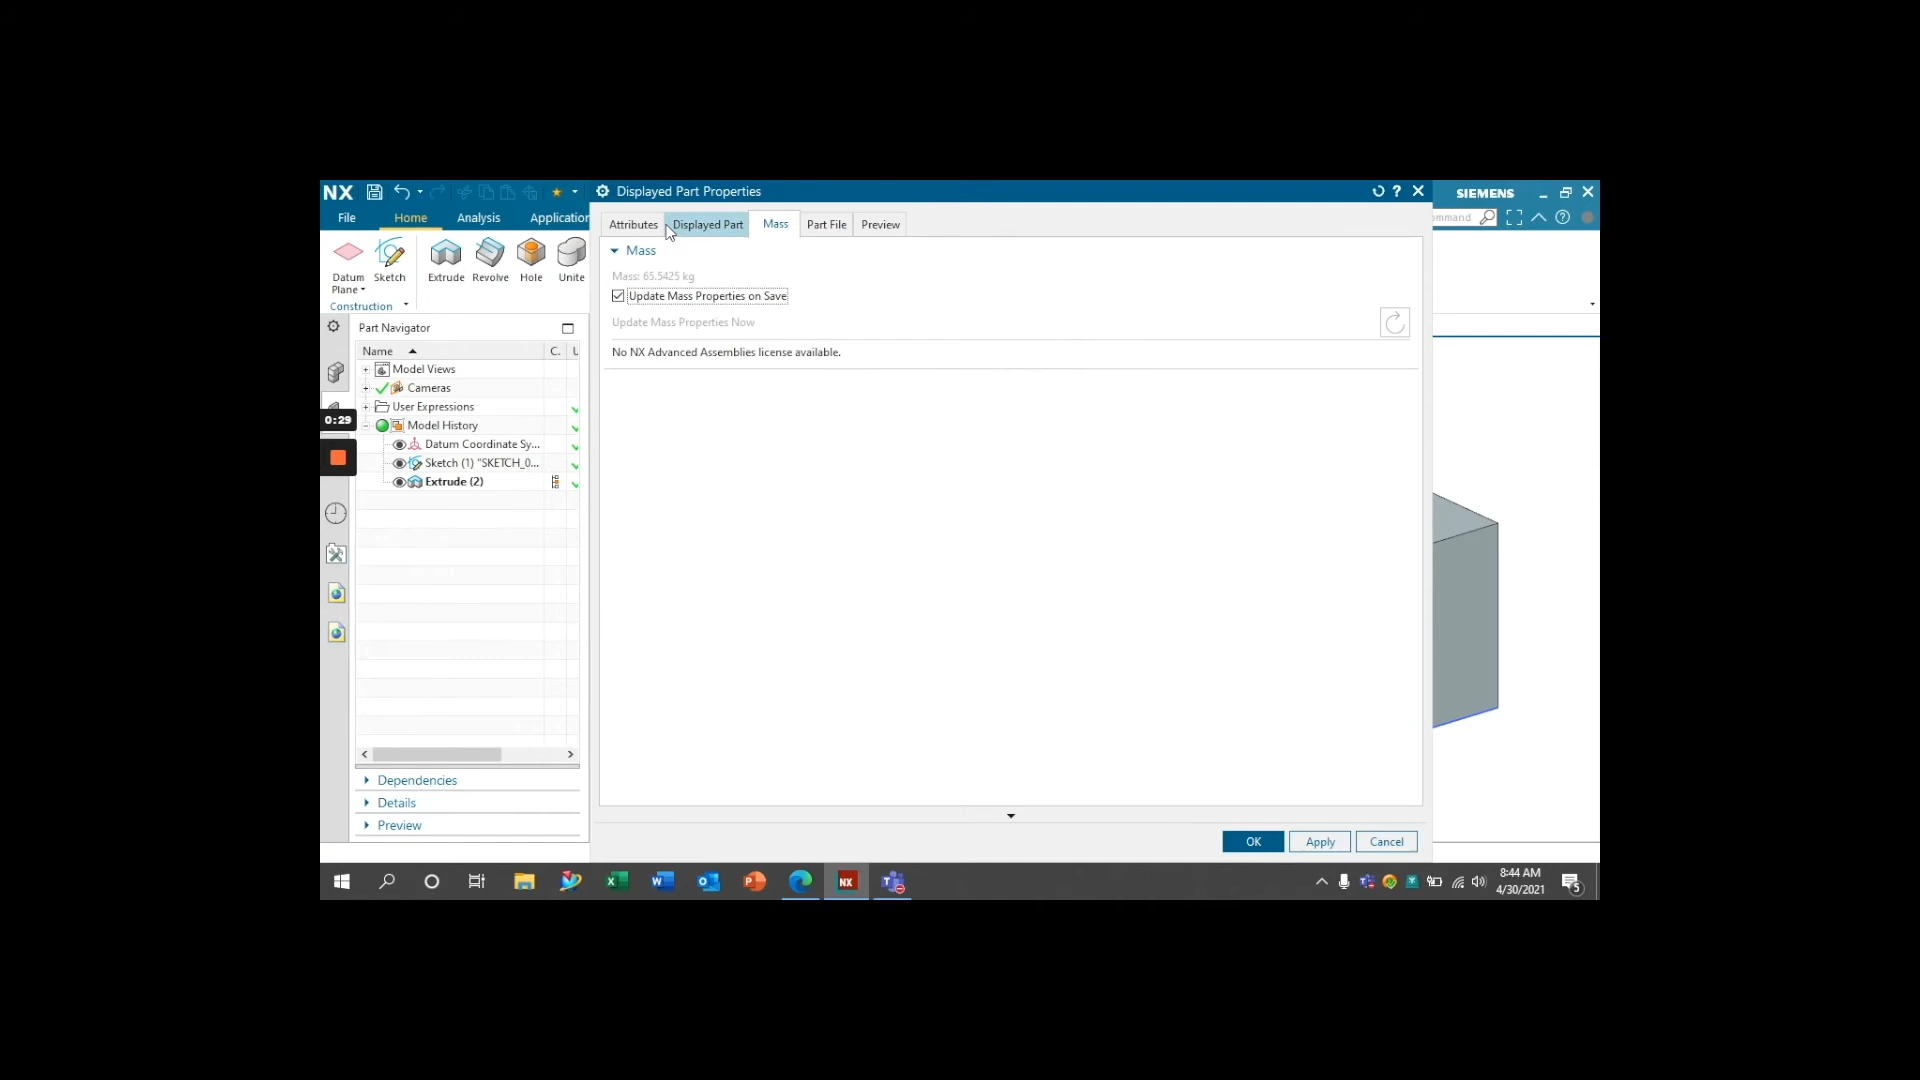 NX
Displayed Part Properties
SIEMENS
File
Home
Analysis
Application
Attributes
Displayed Part
Mass
Part File
Preview
mmand
Datum
Plane
Sketch
Extrude
Revolve
Hole
Unite
Construction
Mass
Mass: 65.5425 kg
Update Mass Properties on Save
Update Mass Properties Now
No NX Advanced Assemblies license available.
Part Navigator
Name
C.
U
Model Views
Cameras
User Expressions
Model History
Datum Coordinate Sy...
Sketch (1) "SKETCH_0...
Extrude (2)
0:29
Dependencies
Details
Preview
OK
Apply
Cancel
8:44 AM
4/30/2021
5